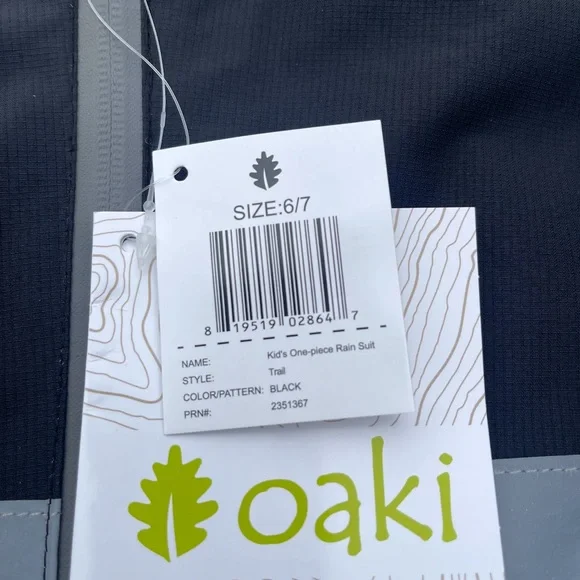 SIZE:6/7
8 19519 02864 7
NAME: Kid's One-piece Rain Suit
STYLE: Trail
COLOR/PATTERN: BLACK
PRN#: 2351367
oaki